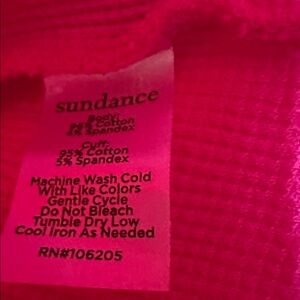 sundance
Body:
Cotton
Spandex
Cuff:
95% Cotton
5% Spandex
Machine Wash Cold
With Like Colors
Gentle Cycle
Do Not Bleach
Tumble Dry Low
Cool Iron As Needed
RN#106205